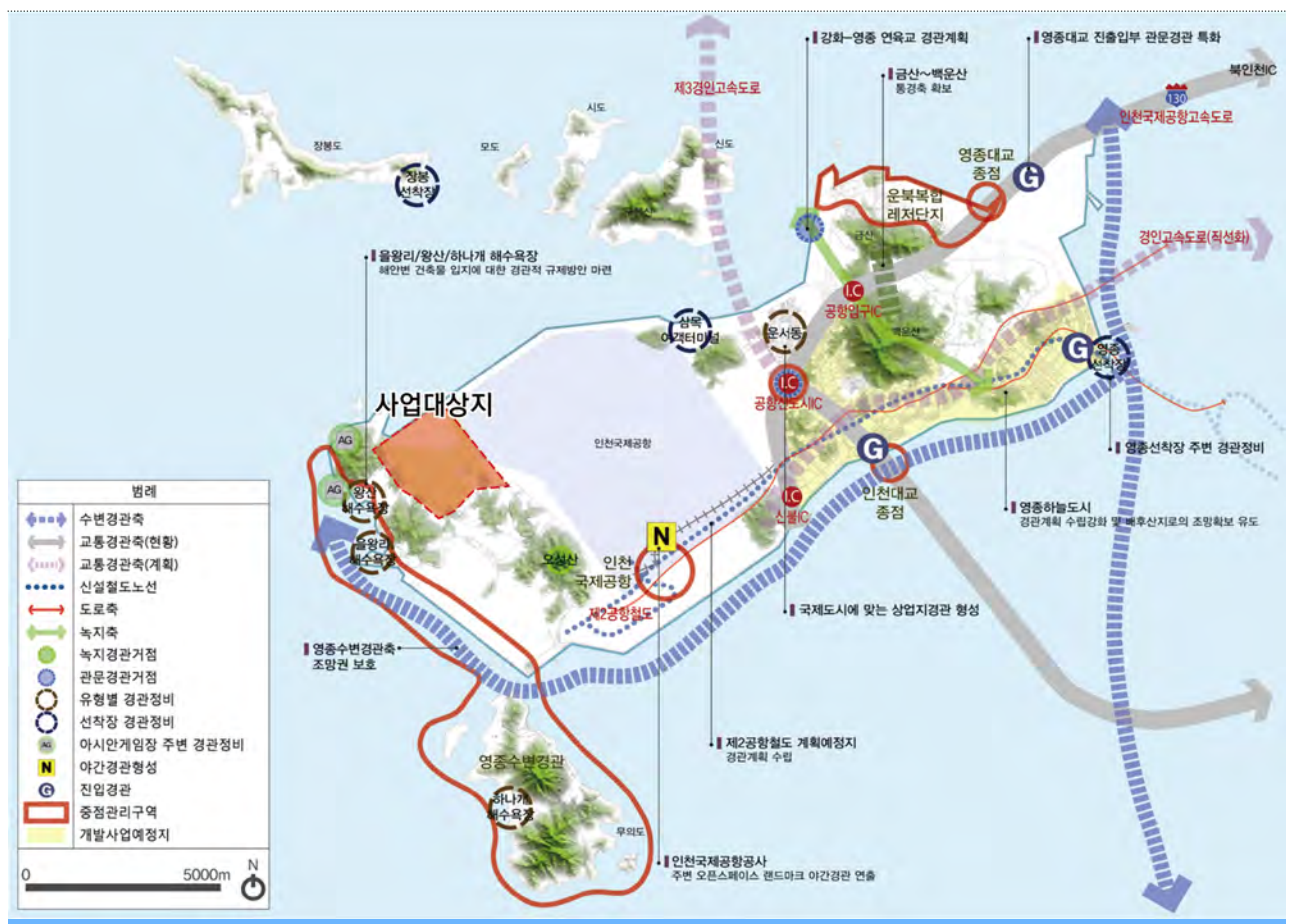 강화-영종 연육교 경관계획
영종대교 진출입부 관문경관 특화
북인천IC
130
인천국제공항고속도로
금산~백운산
통경축 확보
제3경인고속도로
시도
장봉도
모도
신도
장봉
선착장
영종대교
종점
G
운북복합
레저단지
금산
경인고속도로(직선화)
을왕리/왕산/하나개 해수욕장
해안변 건축물 입지에 대한 경관적 규제방안 마련
I.C
공항입구IC
삼목
여객터미널
운서동
백운산
G
영종
선착장
I.C
공항신도시IC
사업대상지
AG
인천국제공항
G
영종선착장 주변 경관정비
인천대교
종점
AG
왕산
해수욕장
I.C
신불IC
영종하늘도시
경관계획 수립강화 및 배후산지로의 조망확보 유도
을왕리
해수욕장
N
오성산
인천
국제공항
제2공항철도
국제도시에 맞는 상업지경관 형성
영종수변경관축
조망권 보호
제2공항철도 계획예정지
경관계획 수립
영종수변경관
하나개
해수욕장
무의도
인천국제공항공사
주변 오픈스페이스 랜드마크 야간경관 연출
범례
수변경관축
교통경관축(현황)
교통경관축(계획)
신설철도노선
도로축
녹지축
녹지경관거점
관문경관거점
유형별 경관정비
선착장 경관정비
AG 아시안게임장 주변 경관정비
N 야간경관형성
G 진입경관
중점관리구역
개발사업예정지
0 5000m N